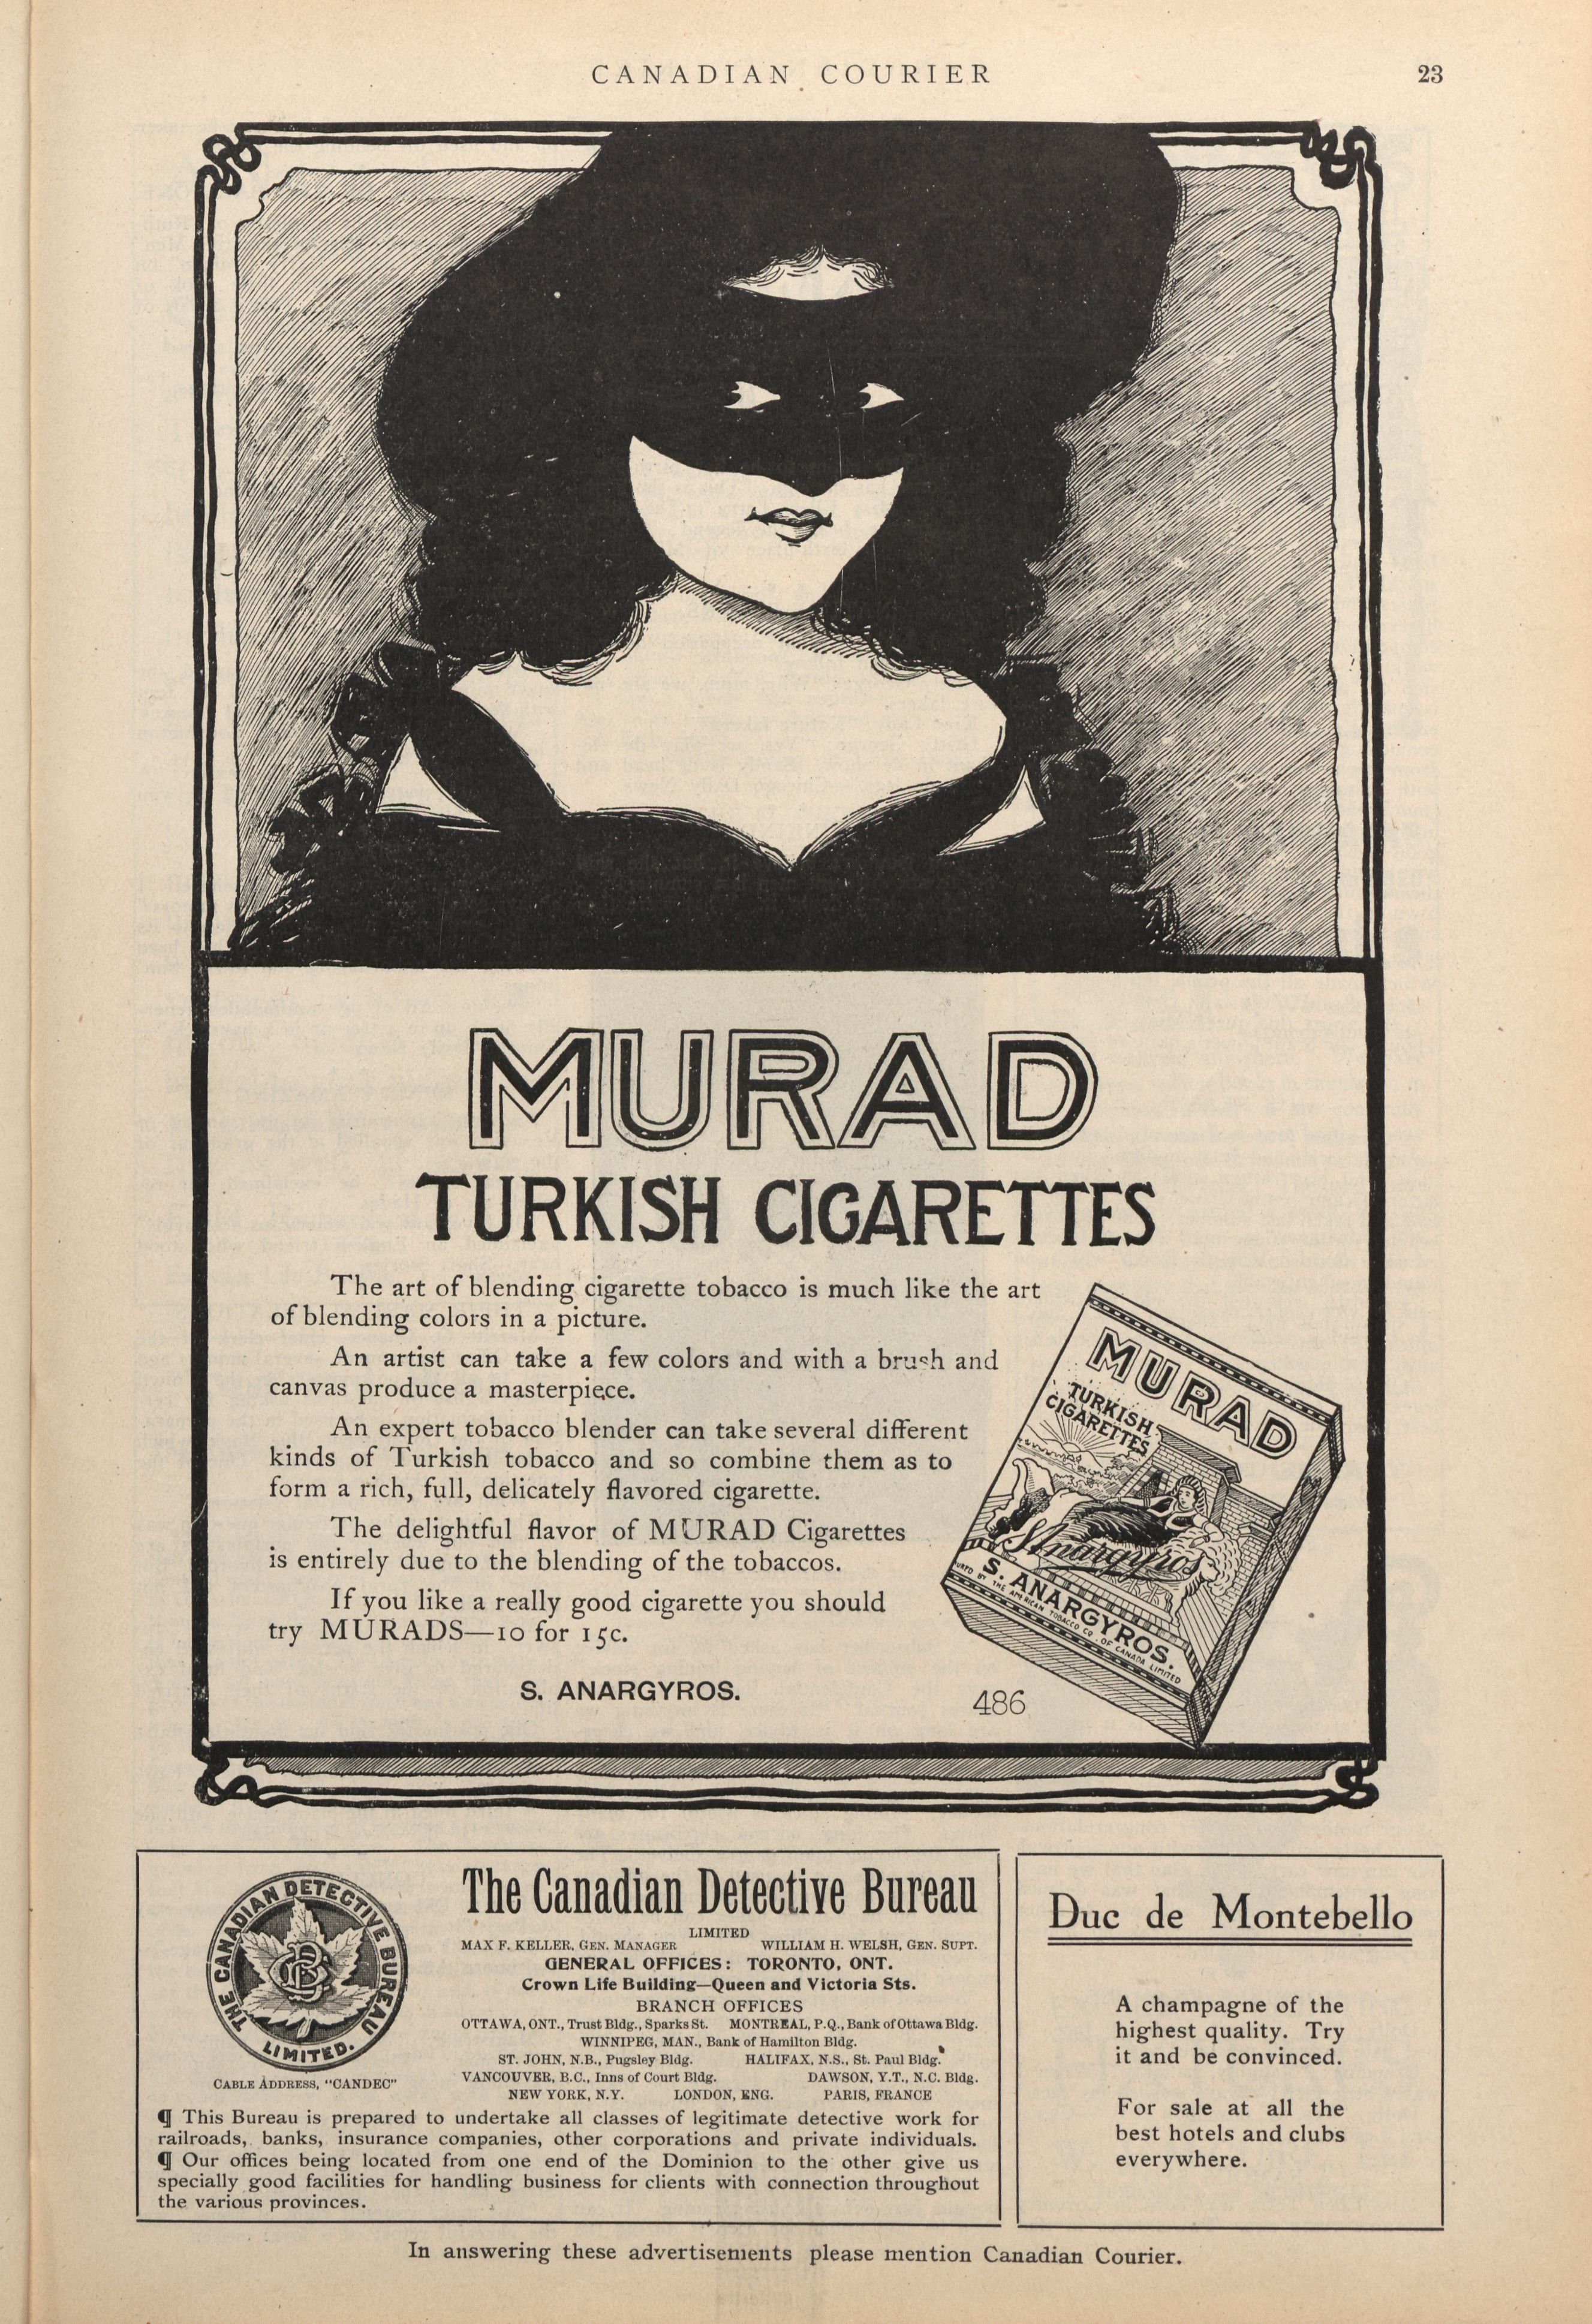 CANADIAN COURIER 23
MURAD
TURKISH CIGARETTES
The art of blending cigarette tobacco is much like the art
of blending colors in a picture.
An artist can take a few colors and with a brush and
canvas produce a masterpiece.
An expert tobacco blender can take several different
kinds of Turkish tobacco and so combine them as to
form a rich, full, delicately flavored cigarette.
The delightful flavor of MURAD Cigarettes
is entirely due to the blending of the tobaccos.
If you like a really good cigarette you should
try MURADS—10 for 15c.
S. ANARGYROS.
486
MURAD
TURKISH
CIGARETTES
S. Anargyros
S. ANARGYROS.
BY THE AMERICAN TOBACCO CO. OF CANADA LIMITED
THE CANADIAN DETECTIVE BUREAU
LIMITED.
CABLE ADDRESS, "CANDEC"
The Canadian Detective Bureau
LIMITED
MAX F. KELLER, GEN. MANAGER WILLIAM H. WELSH, GEN. SUPT.
GENERAL OFFICES: TORONTO, ONT.
Crown Life Building—Queen and Victoria Sts.
BRANCH OFFICES
OTTAWA, ONT., Trust Bldg., Sparks St. MONTREAL, P.Q., Bank of Ottawa Bldg.
WINNIPEG, MAN., Bank of Hamilton Bldg.
ST. JOHN, N.B., Pugsley Bldg. HALIFAX, N.S., St. Paul Bldg.
VANCOUVER, B.C., Inns of Court Bldg. DAWSON, Y.T., N.C. Bldg.
NEW YORK, N.Y. LONDON, ENG. PARIS, FRANCE
¶ This Bureau is prepared to undertake all classes of legitimate detective work for
railroads, banks, insurance companies, other corporations and private individuals.
¶ Our offices being located from one end of the Dominion to the other give us
specially good facilities for handling business for clients with connection throughout
the various provinces.
Duc de Montebello
A champagne of the
highest quality. Try
it and be convinced.
For sale at all the
best hotels and clubs
everywhere.
In answering these advertisements please mention Canadian Courier.